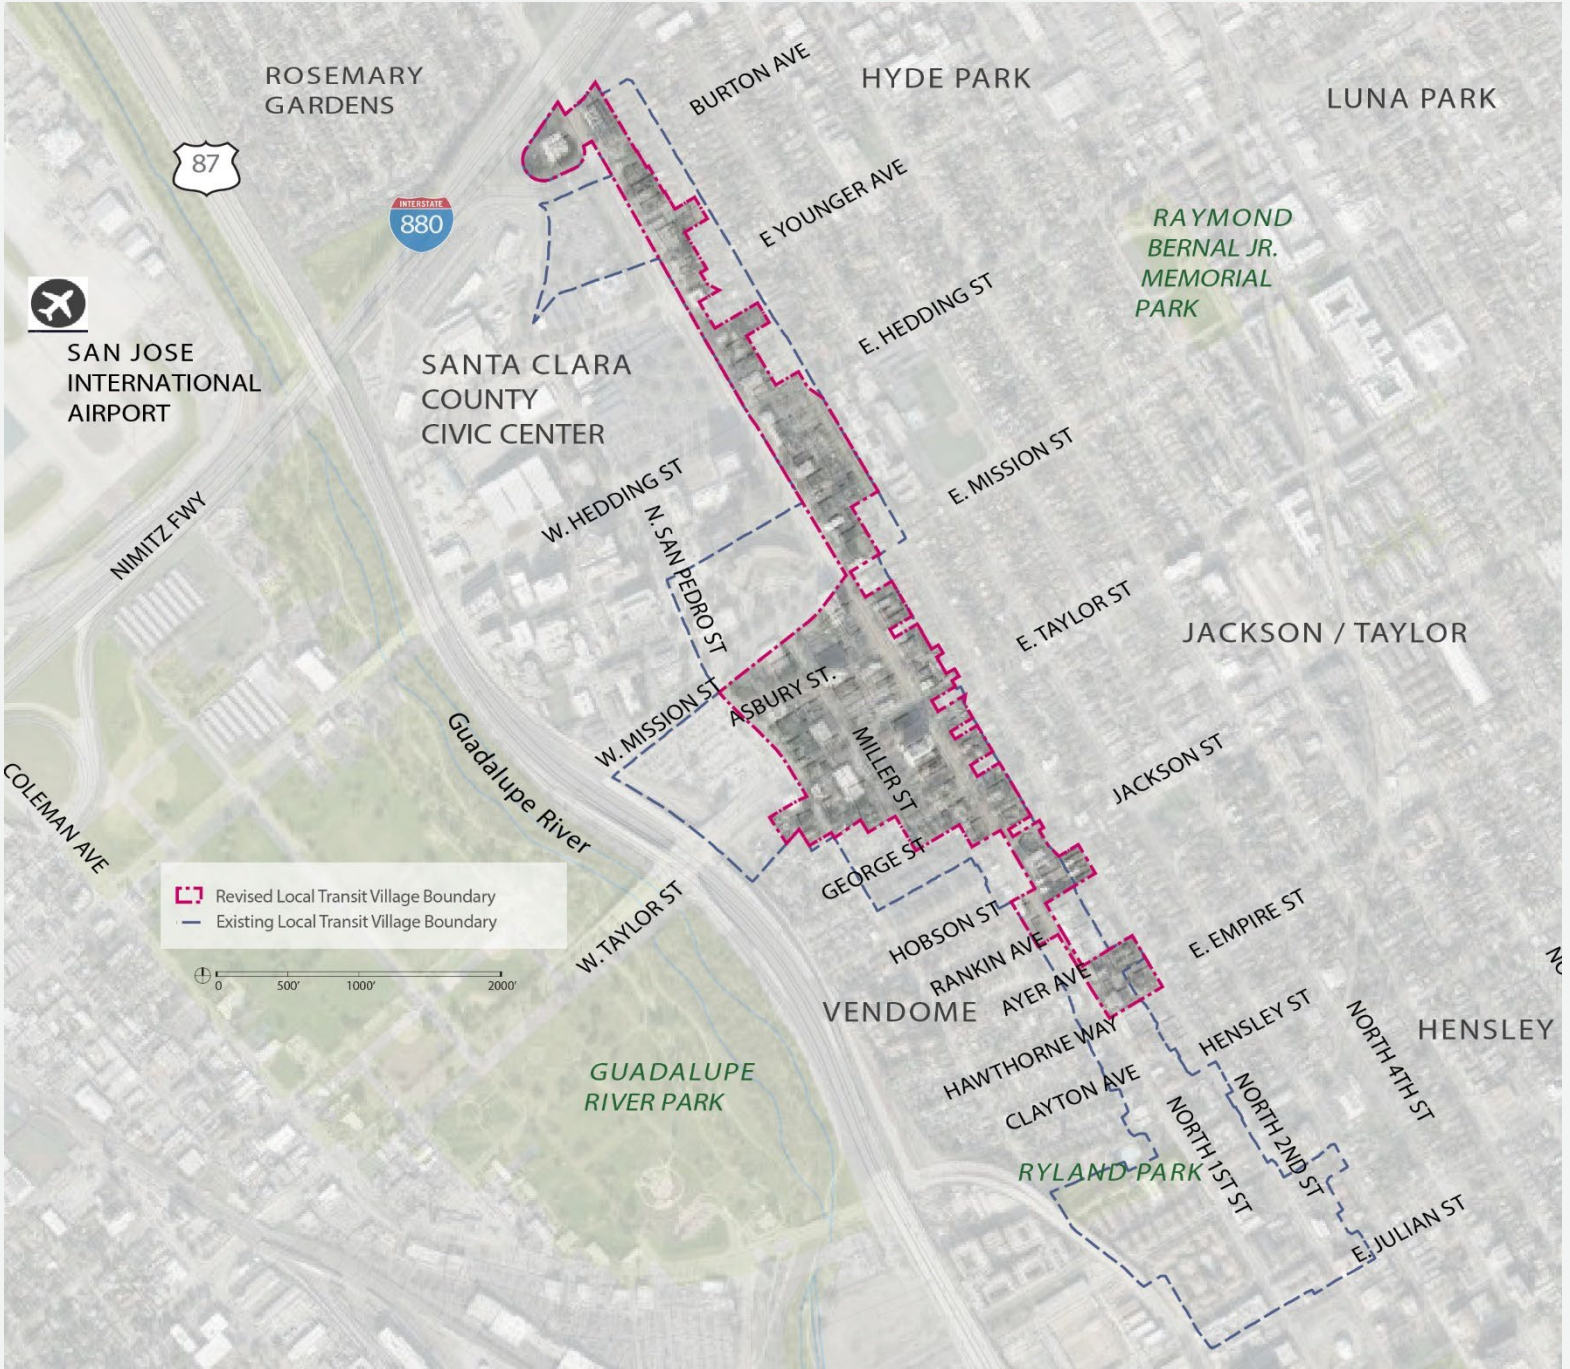 ROSEMARY
GARDENS
BURTON AVE
HYDE PARK
LUNA PARK
87
INTERSTATE
880
E YOUNGER AVE
RAYMOND
BERNAL JR.
MEMORIAL
PARK
E. HEDDING ST
SAN JOSE
INTERNATIONAL
AIRPORT
SANTA CLARA
COUNTY
CIVIC CENTER
W. HEDDING ST
E. MISSION ST
NIMITZ FWY
N. SAN PEDRO ST
E. TAYLOR ST
JACKSON / TAYLOR
W. MISSION ST
ASBURY ST.
MILLER ST
JACKSON ST
Guadalupe River
COLEMAN AVE
GEORGE ST
Revised Local Transit Village Boundary
Existing Local Transit Village Boundary
0 500' 1000' 2000'
W. TAYLOR ST
HOBSON ST
E. EMPIRE ST
RANKIN AVE
AYER AVE
VENDOME
HAWTHORNE WAY
HENSLEY ST
HENSLEY
NORTH 4TH ST
CLAYTON AVE
GUADALUPE
RIVER PARK
NORTH 2ND ST
NORTH 1ST ST
RYLAND PARK
E. JULIAN ST